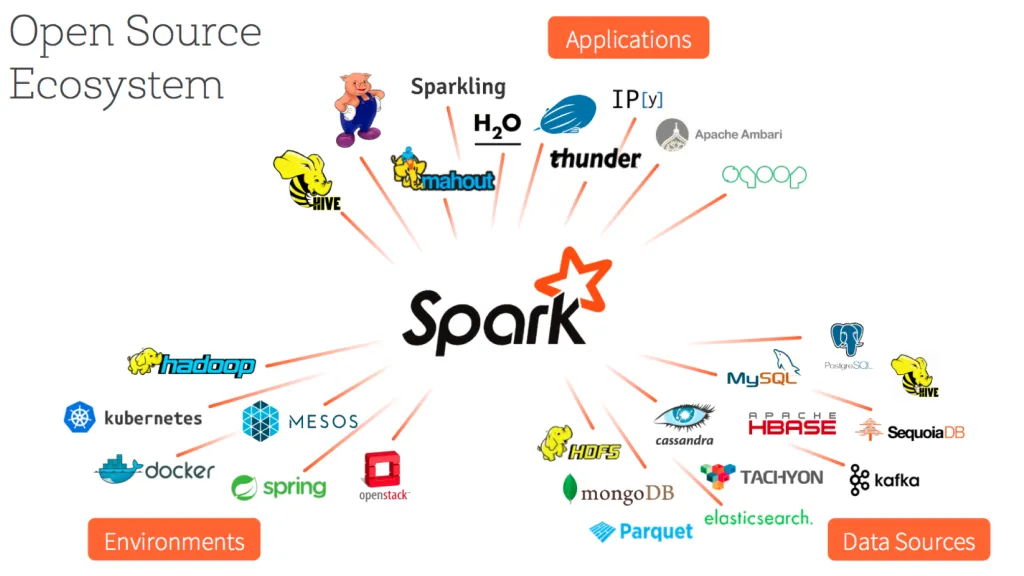 Open Source
Ecosystem
Applications
Sparkling
H2O
IP[y]
thunder
Apache Ambari
mahout
HIVE
sqoop
Spark
hadoop
kubernetes
MESOS
docker
spring
openstack
Environments
PostgreSQL
MySQL
HIVE
cassandra
APACHE
HBASE
SequoiaDB
HDFS
TACHYON
kafka
mongoDB
elasticsearch.
Parquet
Data Sources